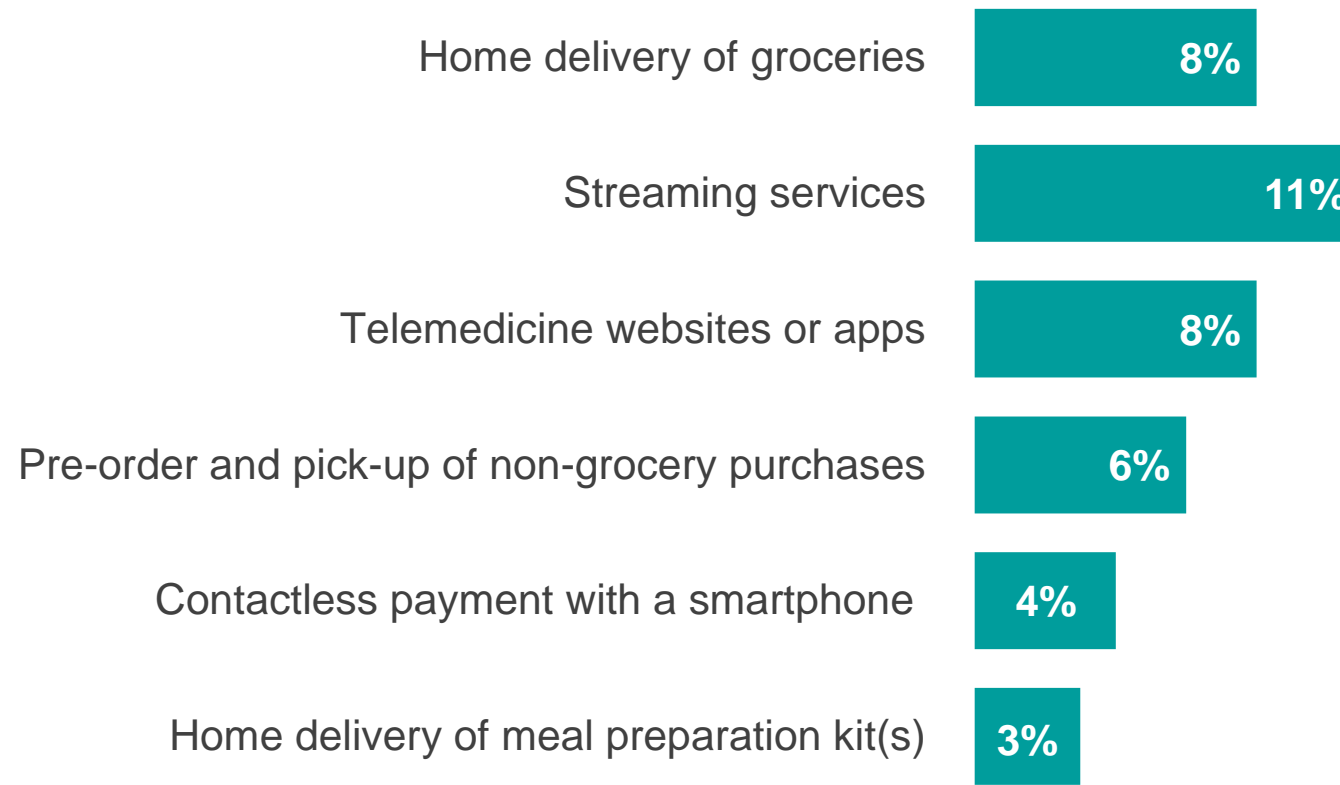 Home delivery of groceries 8%
Streaming services 11%
Telemedicine websites or apps 8%
Pre-order and pick-up of non-grocery purchases 6%
Contactless payment with a smartphone 4%
Home delivery of meal preparation kit(s) 3%